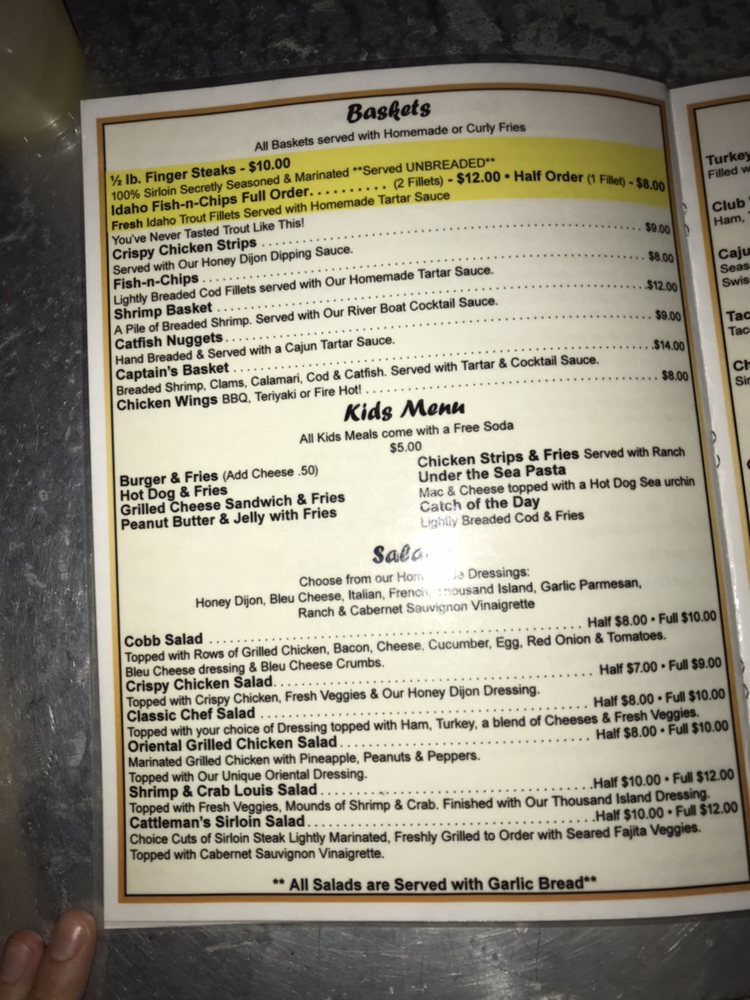 Baskets
All Baskets served with Homemade or Curly Fries
½ lb. Finger Steaks - $10.00
100% Sirloin Secretly Seasoned & Marinated **Served UNBREADED**
Idaho Fish-n-Chips Full Order.......... (2 Fillets) - $12.00 • Half Order (1 Fillet) - $8.00
Fresh Idaho Trout Fillets Served with Homemade Tartar Sauce
You've Never Tasted Trout Like This!
Crispy Chicken Strips .......... $9.00
Served with Our Honey Dijon Dipping Sauce.
Fish-n-Chips .......... $8.00
Lightly Breaded Cod Fillets served with Our Homemade Tartar Sauce.
Shrimp Basket .......... $12.00
A Pile of Breaded Shrimp. Served with Our River Boat Cocktail Sauce.
Catfish Nuggets .......... $9.00
Hand Breaded & Served with a Cajun Tartar Sauce.
Captain's Basket .......... $14.00
Breaded Shrimp, Clams, Calamari, Cod & Catfish. Served with Tartar & Cocktail Sauce.
Chicken Wings BBQ, Teriyaki or Fire Hot! .......... $8.00
Kids Menu
All Kids Meals come with a Free Soda
$5.00
Burger & Fries (Add Cheese .50)
Hot Dog & Fries
Grilled Cheese Sandwich & Fries
Peanut Butter & Jelly with Fries
Chicken Strips & Fries Served with Ranch
Under the Sea Pasta
Mac & Cheese topped with a Hot Dog Sea urchin
Catch of the Day
Lightly Breaded Cod & Fries
Choose from our Dressings:
Honey Dijon, Bleu Cheese, Italian, French, Thousand Island, Garlic Parmesan,
Ranch & Cabernet Sauvignon Vinaigrette
Cobb Salad .......... Half $8.00 • Full $10.00
Topped with Rows of Grilled Chicken, Bacon, Cheese, Cucumber, Egg, Red Onion & Tomatoes.
Bleu Cheese dressing & Bleu Cheese Crumbs.
Crispy Chicken Salad .......... Half $7.00 • Full $9.00
Topped with Crispy Chicken, Fresh Veggies & Our Honey Dijon Dressing.
Classic Chef Salad .......... Half $8.00 • Full $10.00
Topped with your choice of Dressing topped with Ham, Turkey, a blend of Cheeses & Fresh Veggies.
Oriental Grilled Chicken Salad .......... Half $8.00 • Full $10.00
Marinated Grilled Chicken with Pineapple, Peanuts & Peppers.
Topped with Our Unique Oriental Dressing.
Shrimp & Crab Louis Salad .......... Half $10.00 • Full $12.00
Topped with Fresh Veggies, Mounds of Shrimp & Crab. Finished with Our Thousand Island Dressing.
Cattleman's Sirloin Salad .......... Half $10.00 • Full $12.00
Choice Cuts of Sirloin Steak Lightly Marinated, Freshly Grilled to Order with Seared Fajita Veggies.
Topped with Cabernet Sauvignon Vinaigrette.
** All Salads are Served with Garlic Bread**
Turkey
Filled
Club
Ham,